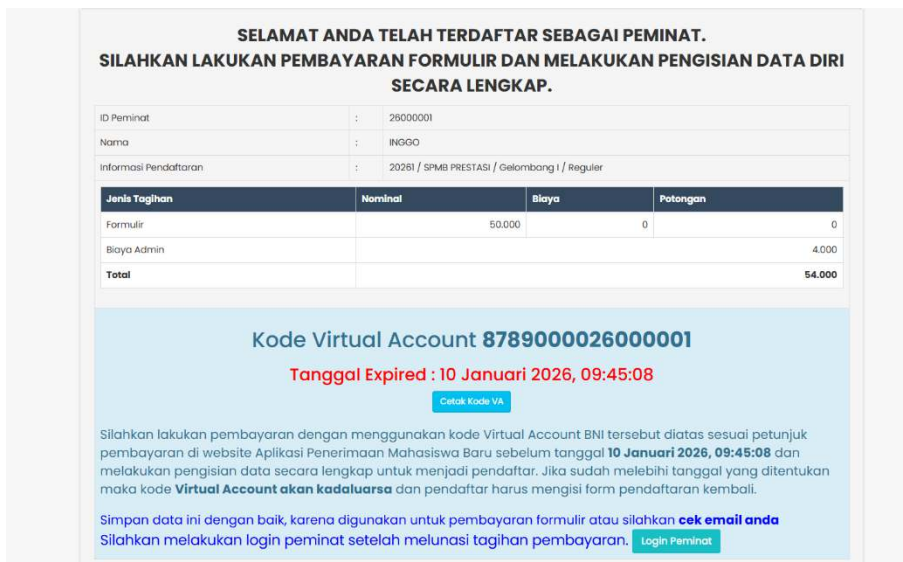 SELAMAT ANDA TELAH TERDAFTAR SEBAGAI PEMINAT.
SILAHKAN LAKUKAN PEMBAYARAN FORMULIR DAN MELAKUKAN PENGISIAN DATA DIRI
SECARA LENGKAP.
ID Peminat : 26000001
Nama : INGGO
Informasi Pendaftaran : 20261 / SPMB PRESTASI / Gelombang I / Reguler
Jenis Tagihan Nominal Biaya Potongan
Formulir 50.000 0 0
Biaya Admin 4.000
Total 54.000
Kode Virtual Account 8789000026000001
Tanggal Expired : 10 Januari 2026, 09:45:08
Cetak Kode VA
Silahkan lakukan pembayaran dengan menggunakan kode Virtual Account BNI tersebut diatas sesuai petunjuk
pembayaran di website Aplikasi Penerimaan Mahasiswa Baru sebelum tanggal 10 Januari 2026, 09:45:08 dan
melakukan pengisian data secara lengkap untuk menjadi pendaftar. Jika sudah melebihi tanggal yang ditentukan
maka kode Virtual Account akan kadaluarsa dan pendaftar harus mengisi form pendaftaran kembali.
Simpan data ini dengan baik, karena digunakan untuk pembayaran formulir atau silahkan cek email anda
Silahkan melakukan login peminat setelah melunasi tagihan pembayaran. Login Peminat